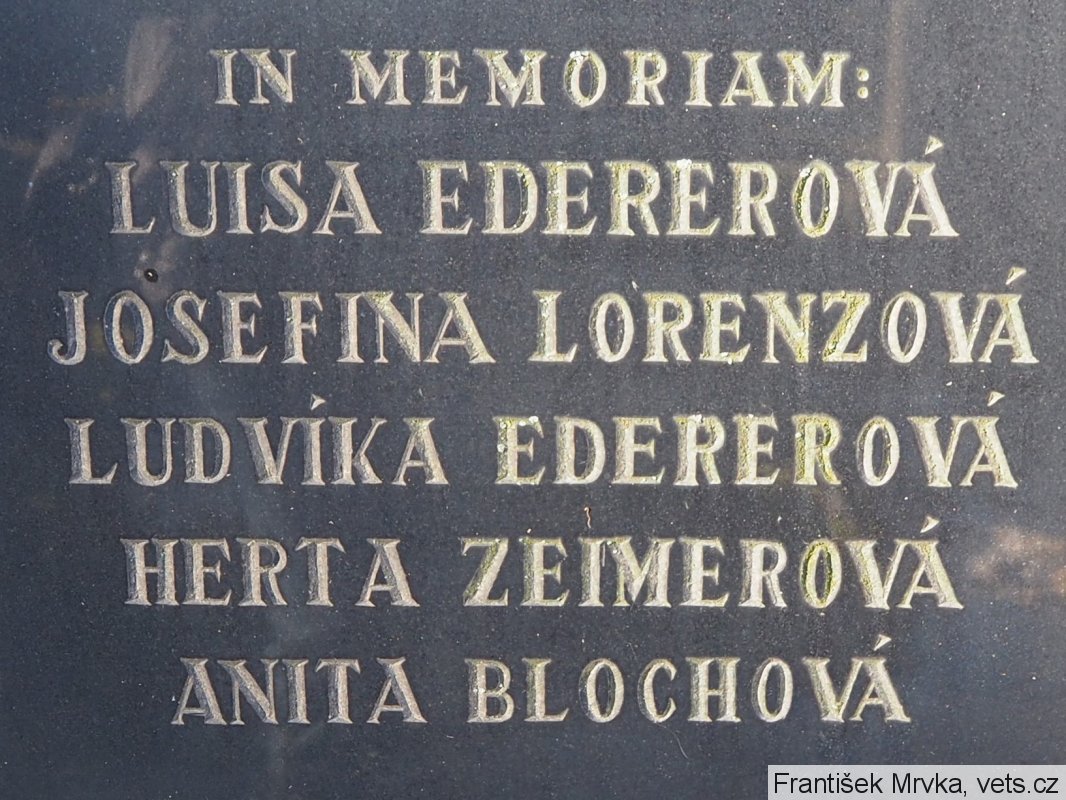 IN MEMORIAM:
LUISA EDEREROVÁ
JOSEFINA LORENZOVÁ
LUDVÍKA EDEREROVÁ
HERTA ZEIMEROVÁ
ANITA BLOCHOVÁ
František Mrvka, vets.cz